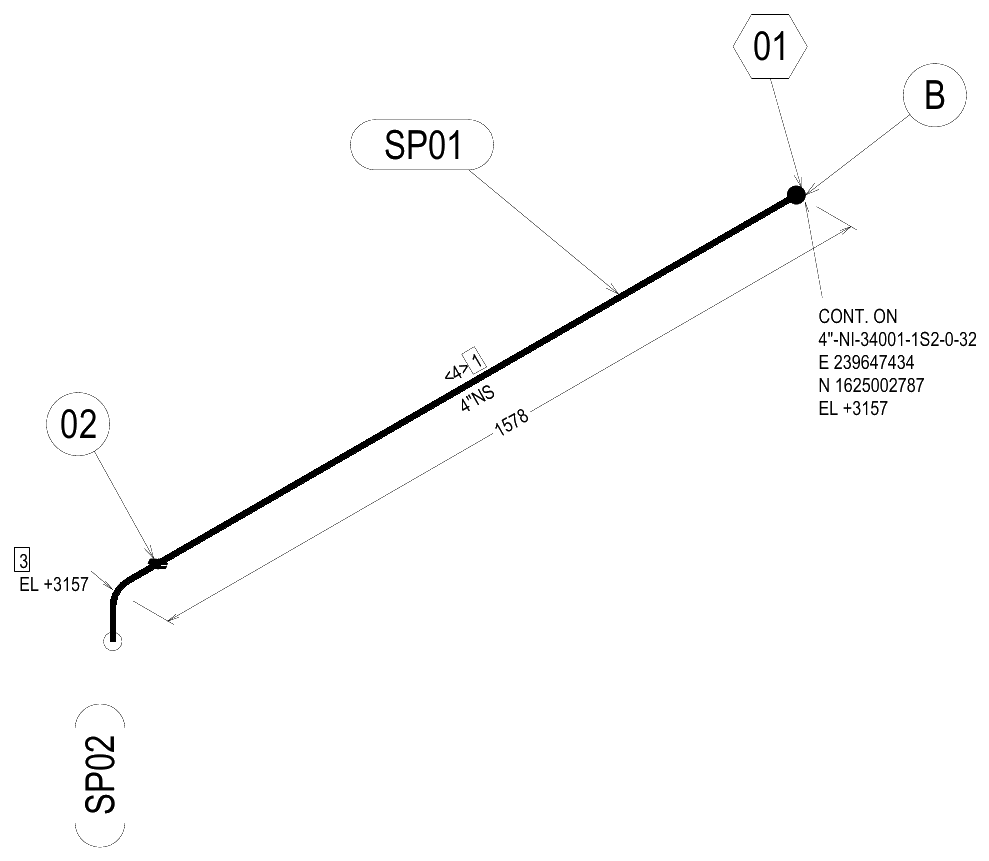 01
B
SP01
CONT. ON
4"-NI-34001-1S2-0-32
E 239647434
N 1625002787
EL +3157
<4> 1
4"NS
1578
02
3
EL +3157
SP02